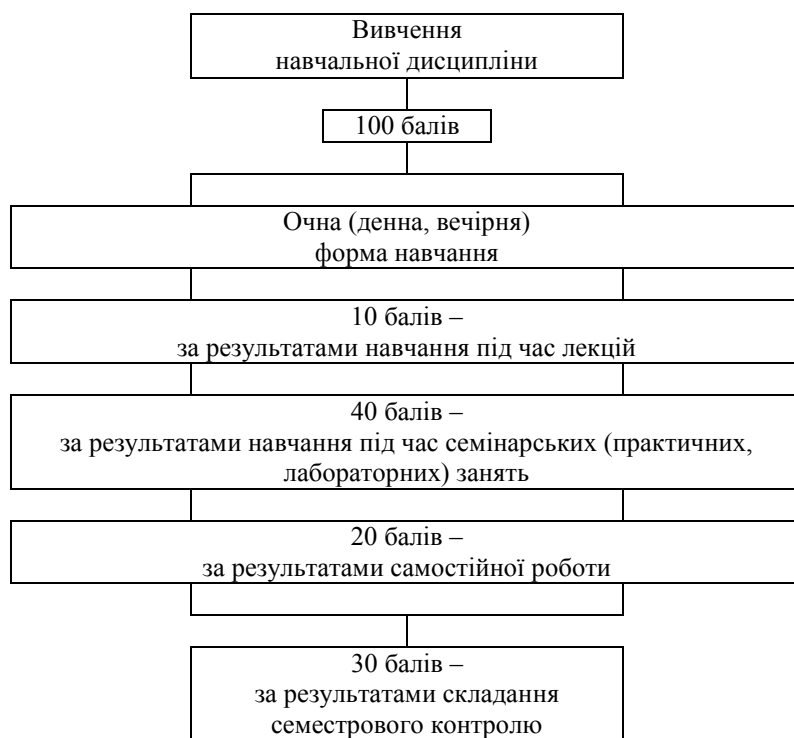 Вивчення
навчальної дисципліни
100 балів
Очна (денна, вечірня)
форма навчання
10 балів –
за результатами навчання під час лекцій
40 балів –
за результатами навчання під час семінарських (практичних,
лабораторних) занять
20 балів –
за результатами самостійної роботи
30 балів –
за результатами складання
семестрового контролю